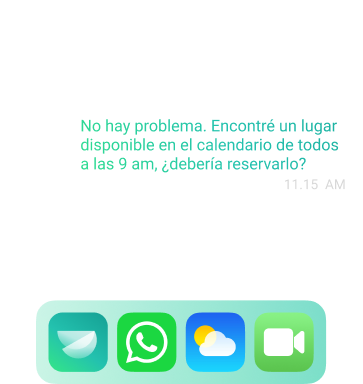 No hay problema. Encontré un lugar
disponible en el calendario de todos
a las 9 am, ¿debería reservarlo?
11.15 AM